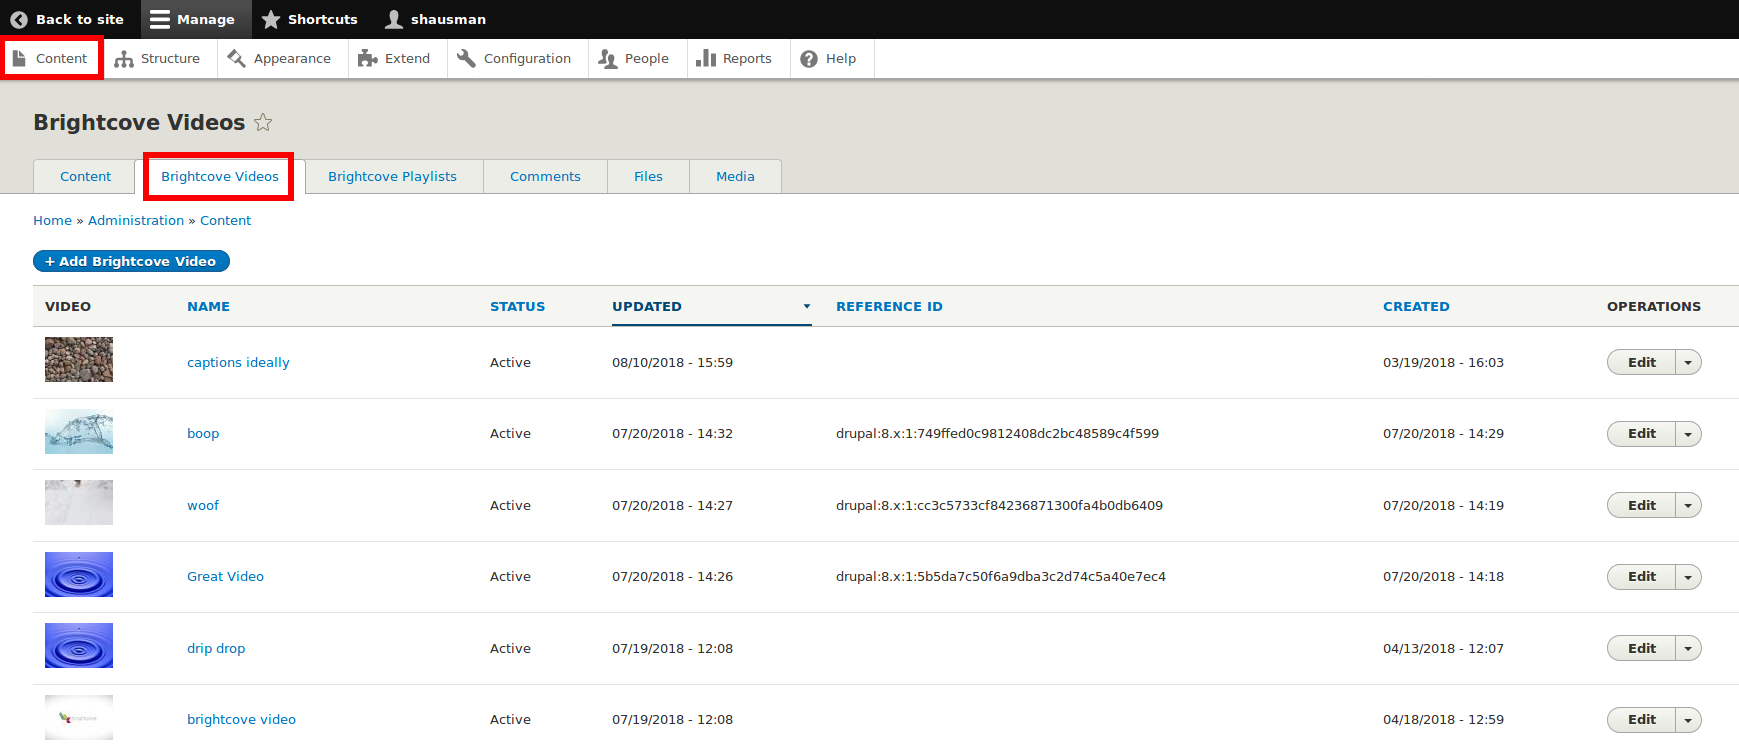 Back to site Manage Shortcuts shausman
Content Structure Appearance Extend Configuration People Reports Help
Brightcove Videos
Content Brightcove Videos Brightcove Playlists Comments Files Media
Home » Administration » Content
+ Add Brightcove Video
VIDEO NAME STATUS UPDATED REFERENCE ID CREATED OPERATIONS
captions ideally Active 08/10/2018 - 15:59 03/19/2018 - 16:03 Edit
boop Active 07/20/2018 - 14:32 drupal:8.x:1:749ffed0c9812408dc2bc48589c4f599 07/20/2018 - 14:29 Edit
woof Active 07/20/2018 - 14:27 drupal:8.x:1:cc3c5733cf84236871300fa4b0db6409 07/20/2018 - 14:19 Edit
Great Video Active 07/20/2018 - 14:26 drupal:8.x:1:5b5da7c50f6a9dba3c2d74c5a40e7ec4 07/20/2018 - 14:18 Edit
drip drop Active 07/19/2018 - 12:08 04/13/2018 - 12:07 Edit
brightcove video Active 07/19/2018 - 12:08 04/18/2018 - 12:59 Edit